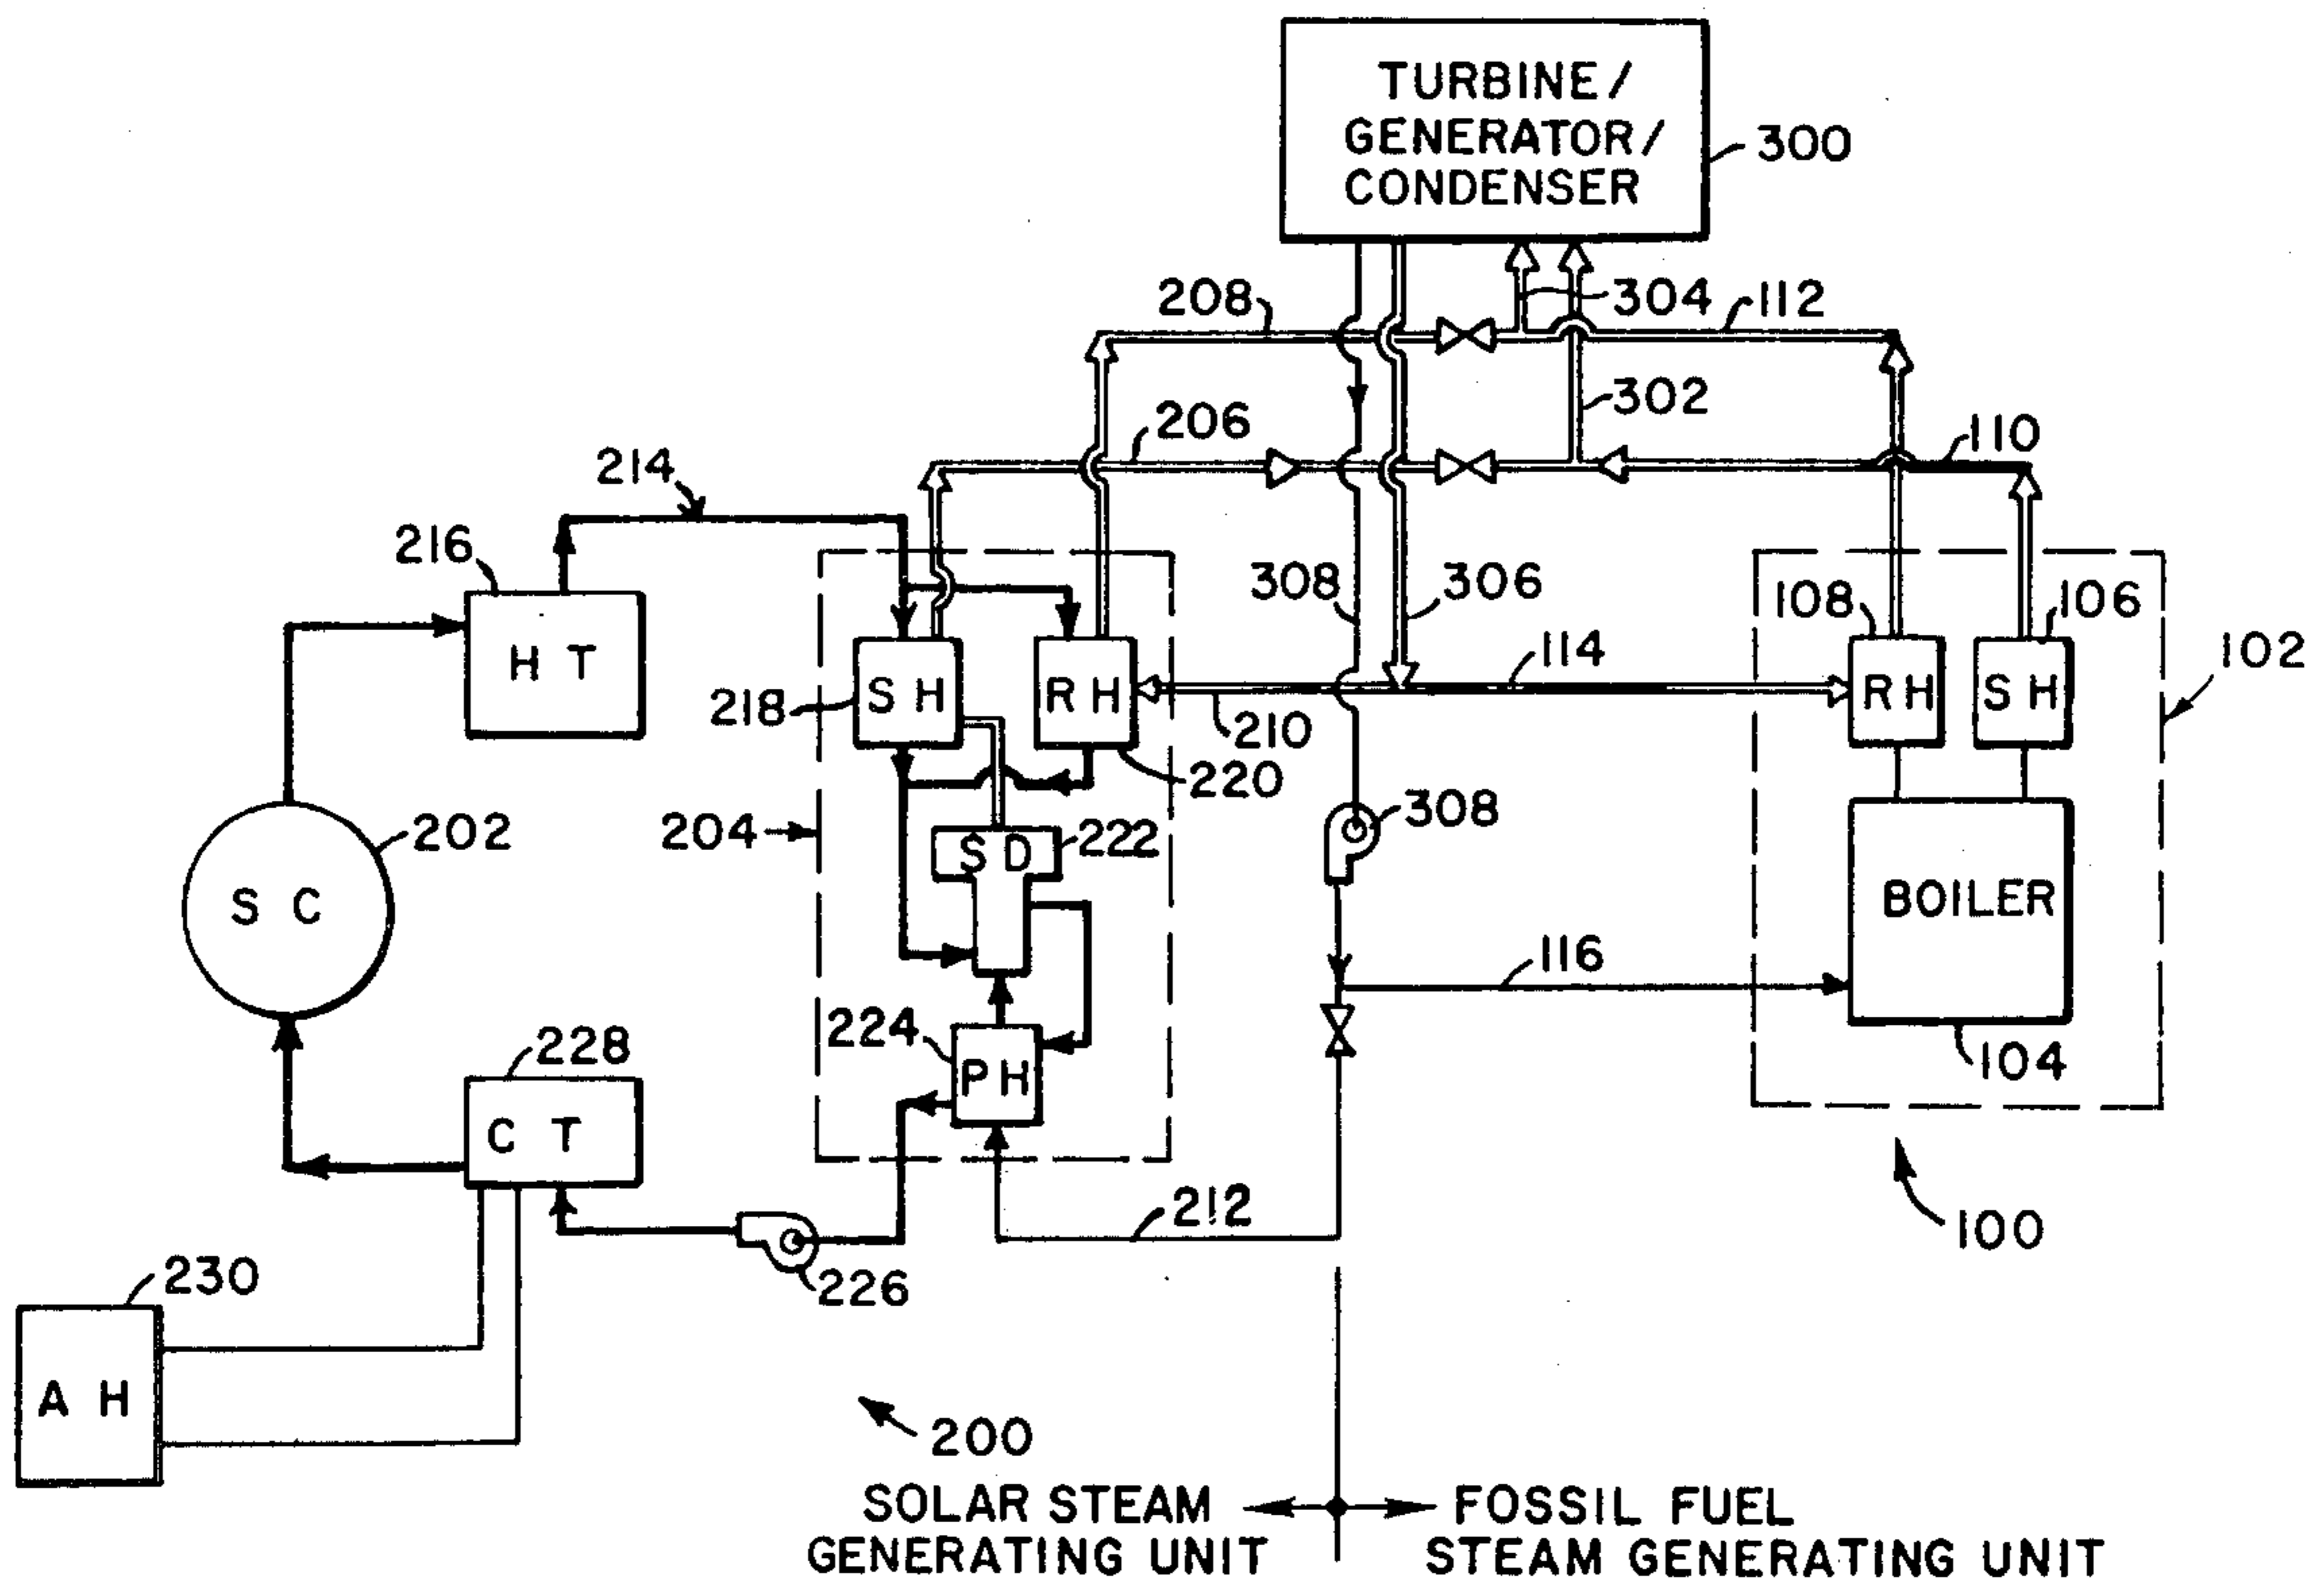 TURBINE/
GENERATOR/
CONDENSER
300
208
304
112
302
206
110
214
216
308
306
108
106
H T
114
102
218
S H
R H
R H
S H
210
220
204
308
202
S D
222
S C
BOILER
116
224
228
104
P H
C T
212
100
230
226
A H
200
SOLAR STEAM
GENERATING UNIT
FOSSIL FUEL
STEAM GENERATING UNIT